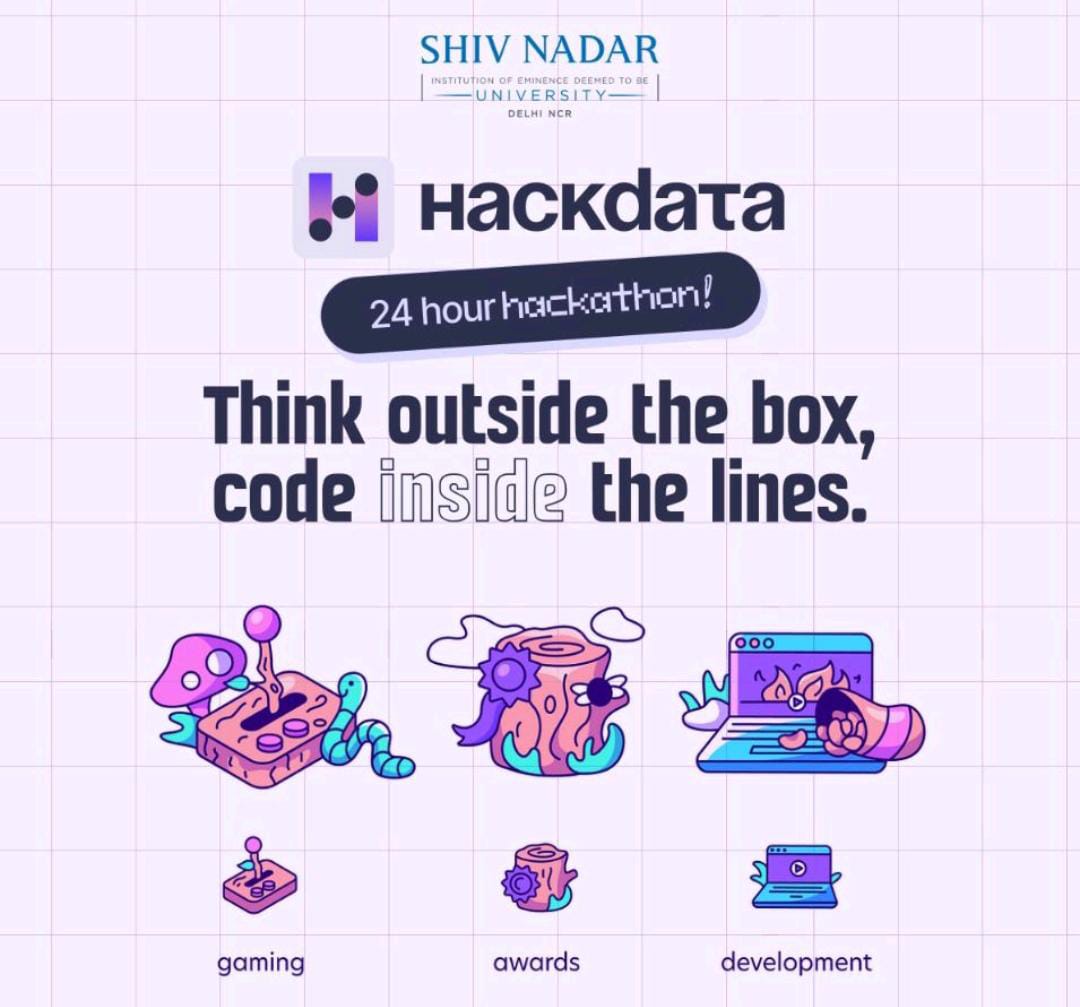 SHIV NADAR
INSTITUTION OF EMINENCE DEEMED TO BE
UNIVERSITY
DELHI NCR
Hackdata
24 hour hackathon!
Think outside the box,
code inside the lines.
gaming
awards
development